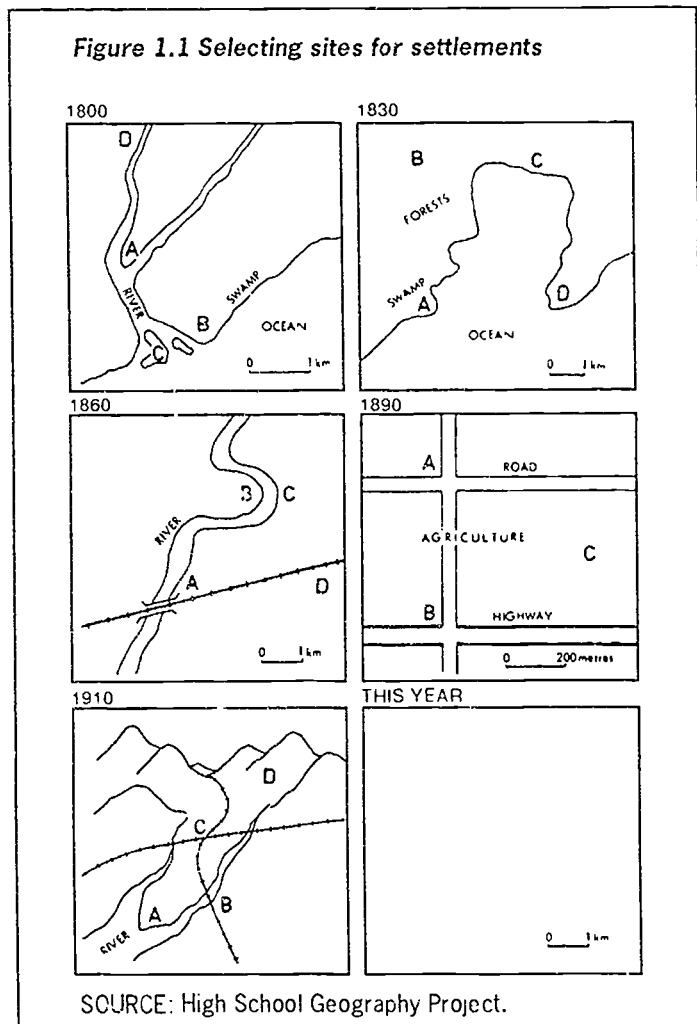 Figure 1.1 Selecting sites for settlements
1800
D
A
RIVER
B
SWAMP
C
OCEAN
0 1 km
1830
B
C
FORESTS
SWAMP
A
D
OCEAN
0 1 km
1860
B C
RIVER
A
D
0 1 km
1890
A
ROAD
AGRICULTURE
C
B
HIGHWAY
0 200 metres
1910
D
C
A
B
RIVER
THIS YEAR
0 1 km
SOURCE: High School Geography Project.